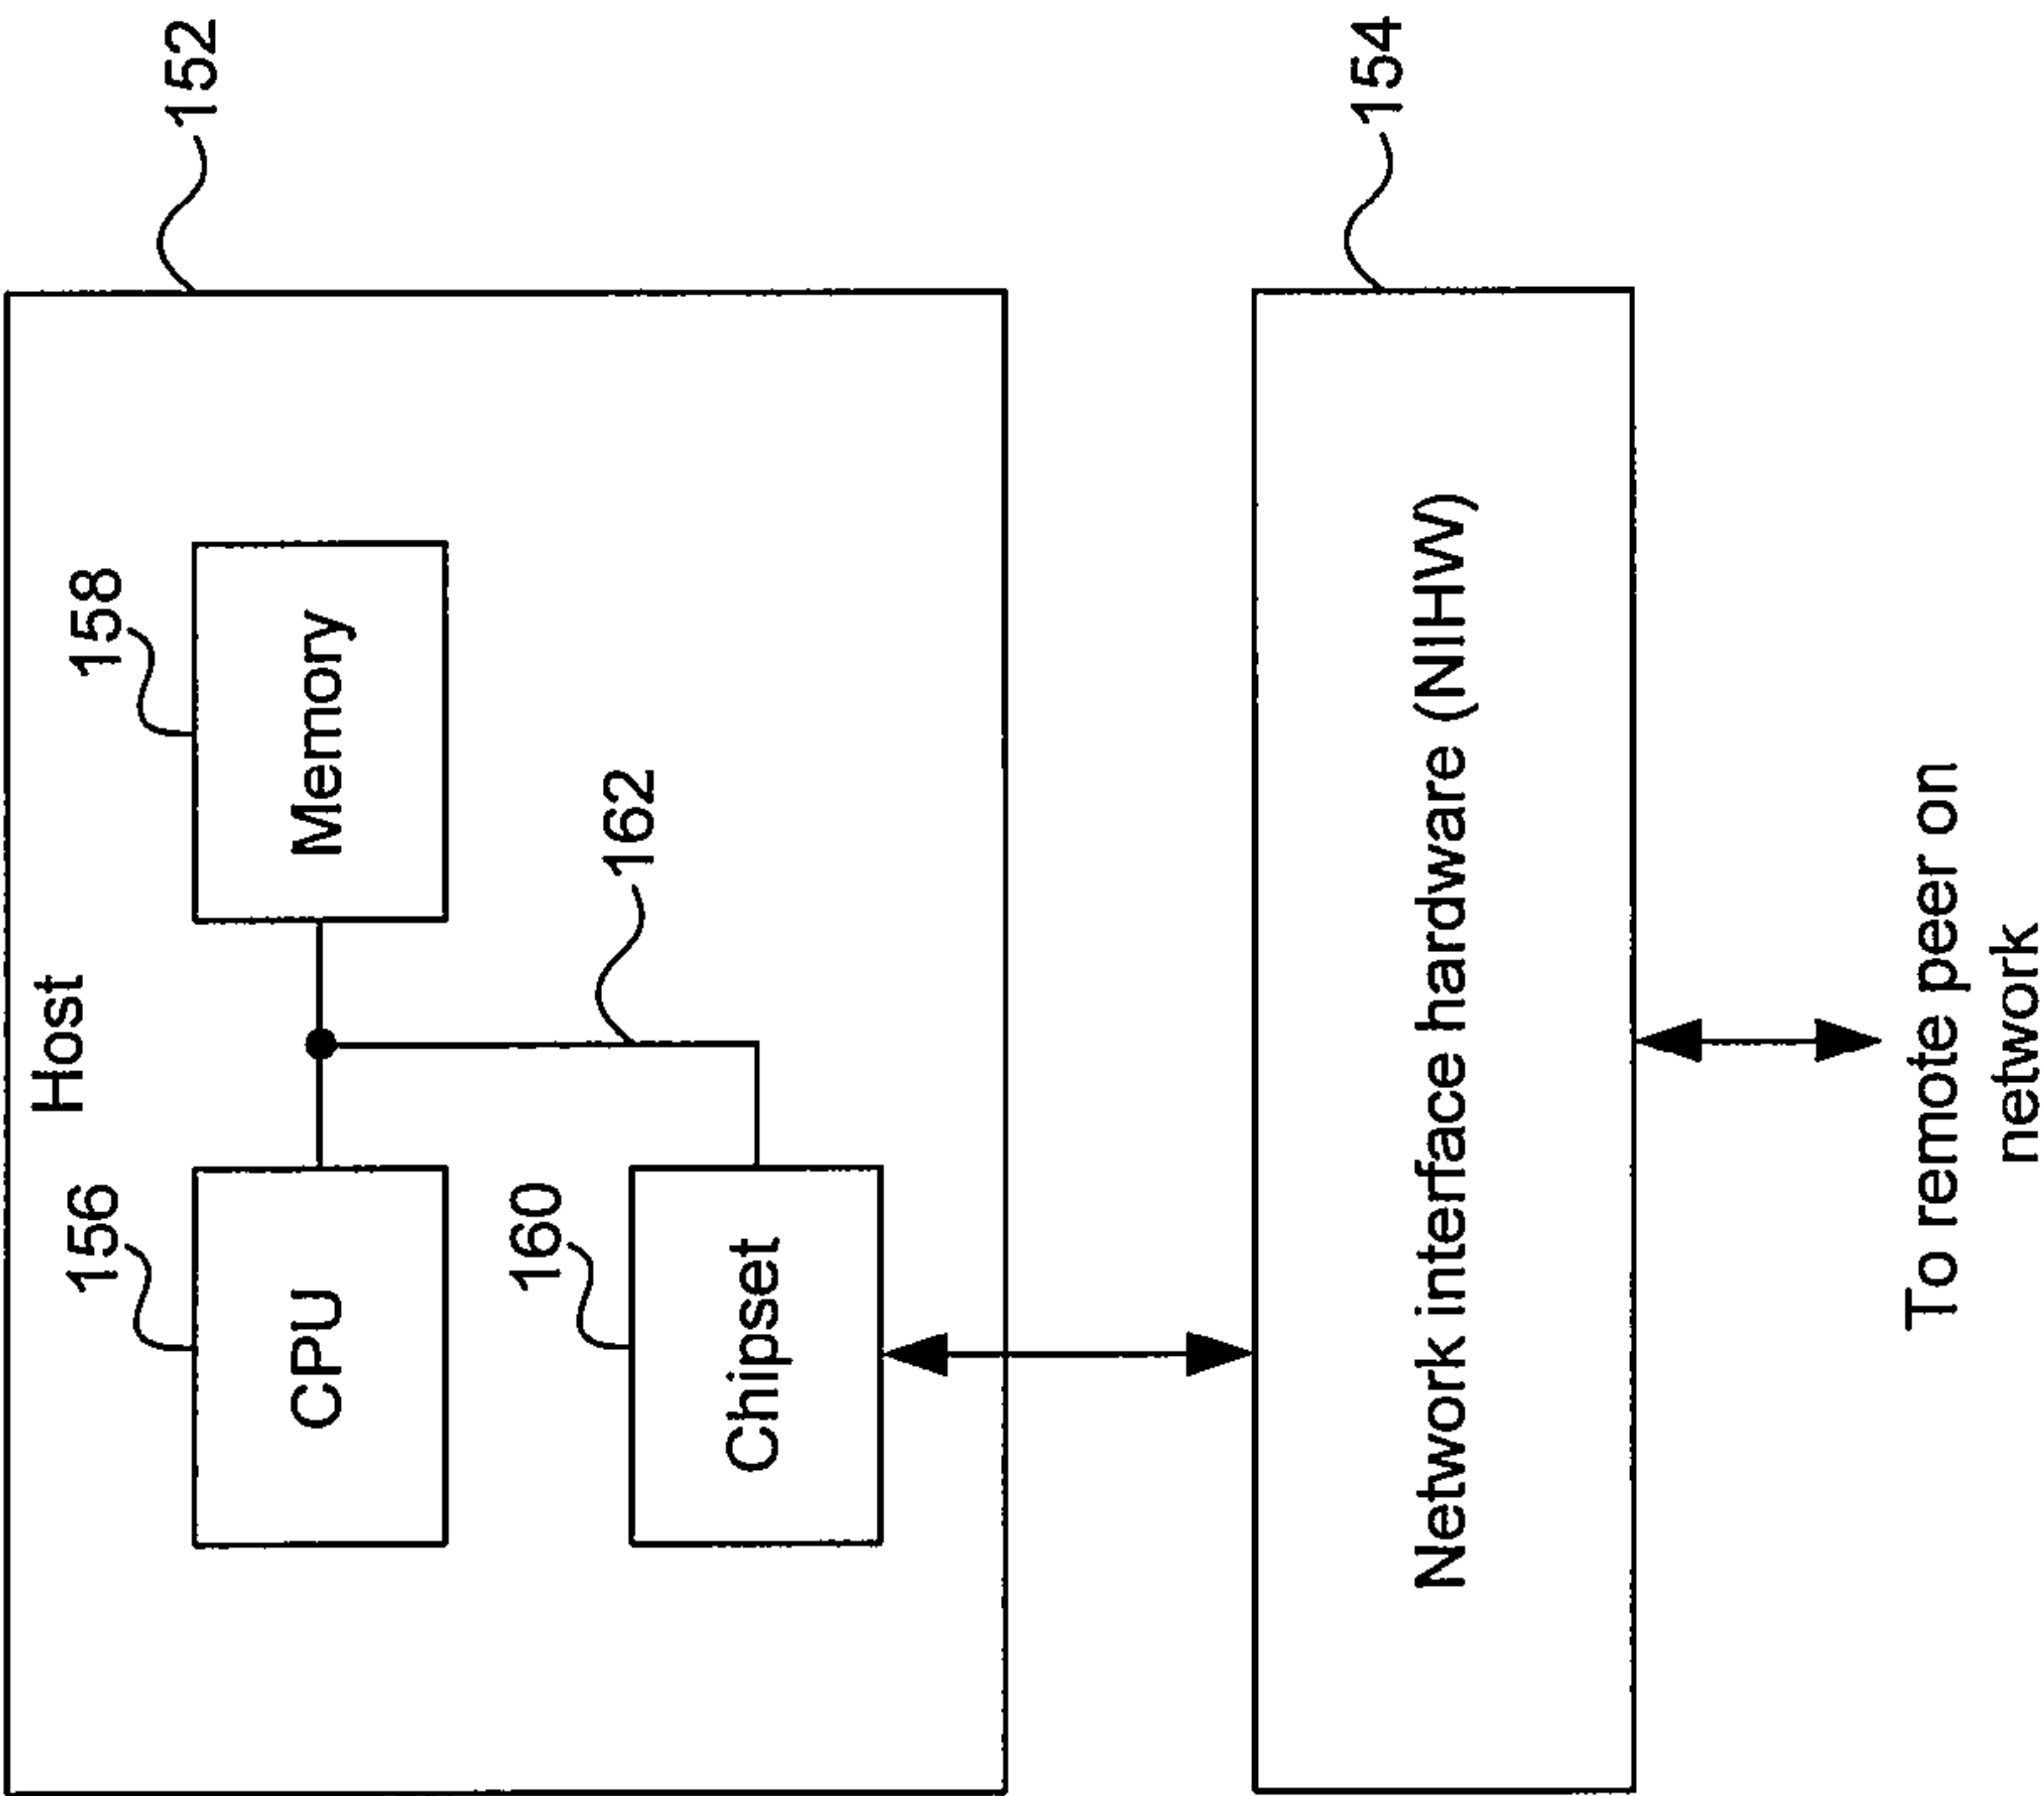 152
Host
156
158
CPU
Memory
160
162
Chipset
154
Network interface hardware (NIHW)
To remote peer on
network